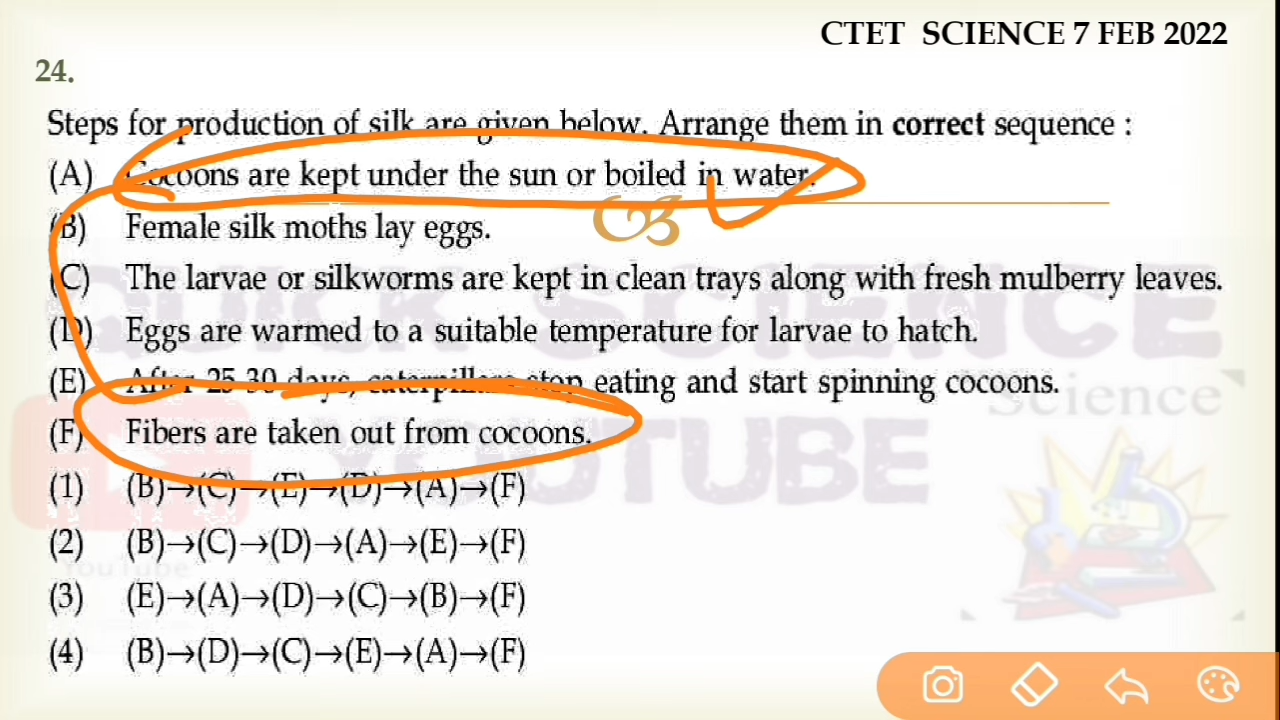 CTET SCIENCE 7 FEB 2022
24.
Steps for production of silk are given below. Arrange them in correct sequence :
(A) Cocoons are kept under the sun or boiled in water.
(B) Female silk moths lay eggs.
(C) The larvae or silkworms are kept in clean trays along with fresh mulberry leaves.
(D) Eggs are warmed to a suitable temperature for larvae to hatch.
(E) After 25-30 days, caterpillars stop eating and start spinning cocoons.
(F) Fibers are taken out from cocoons.
(1) (B)→(C)→(E)→(D)→(A)→(F)
(2) (B)→(C)→(D)→(A)→(E)→(F)
(3) (E)→(A)→(D)→(C)→(B)→(F)
(4) (B)→(D)→(C)→(E)→(A)→(F)
SCIENCE
Science
YOUTUBE
YouTube